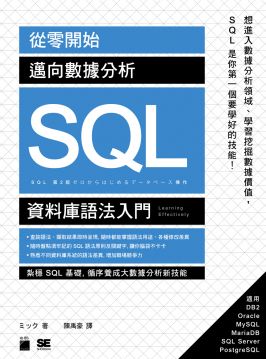 從零開始
邁向數據分析
SQL
SQL 第2版 ゼロからはじめるデータベース操作
資料庫語法入門
Learning
Effectively
紮穩 SQL 基礎, 循序養成大數據分析新技能
ミック 著 陳禹豪 譯
SE
SHOEISHA
想進入數據分析領域、學習挖掘數據價值,
SQL 是你第一個要學好的技能!
適用
DB2
Oracle
MySQL
MariaDB
SQL Server
PostgreSQL